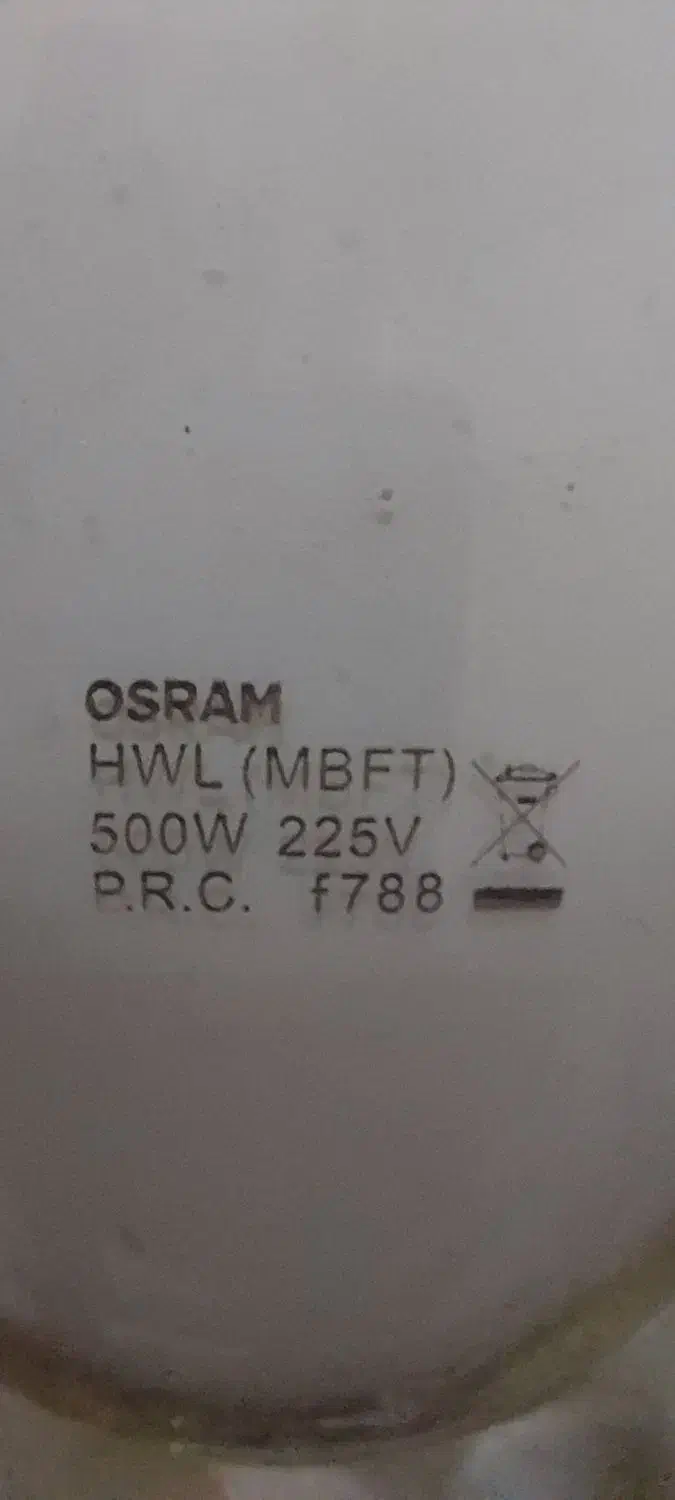 OSRAM
HWL (MBFT)
500W 225V
P.R.C. f788